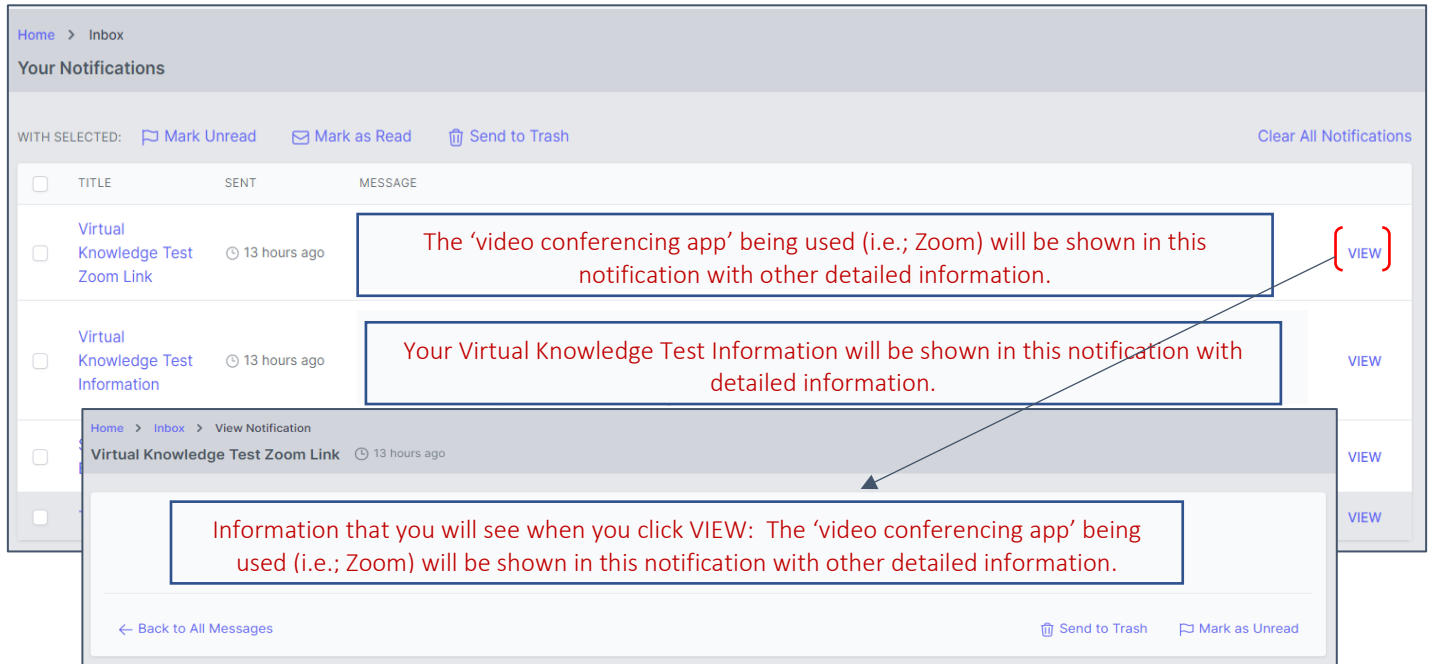 Home > Inbox
Your Notifications
WITH SELECTED: Mark Unread Mark as Read Send to Trash Clear All Notifications
TITLE SENT MESSAGE
Virtual
Knowledge Test
Zoom Link
13 hours ago
The ‘video conferencing app’ being used (i.e.; Zoom) will be shown in this
notification with other detailed information.
VIEW
Virtual
Knowledge Test
Information
13 hours ago
Your Virtual Knowledge Test Information will be shown in this notification with
detailed information.
VIEW
VIEW
VIEW
Home > Inbox > View Notification
Virtual Knowledge Test Zoom Link 13 hours ago
Information that you will see when you click VIEW: The ‘video conferencing app’ being
used (i.e.; Zoom) will be shown in this notification with other detailed information.
← Back to All Messages Send to Trash Mark as Unread